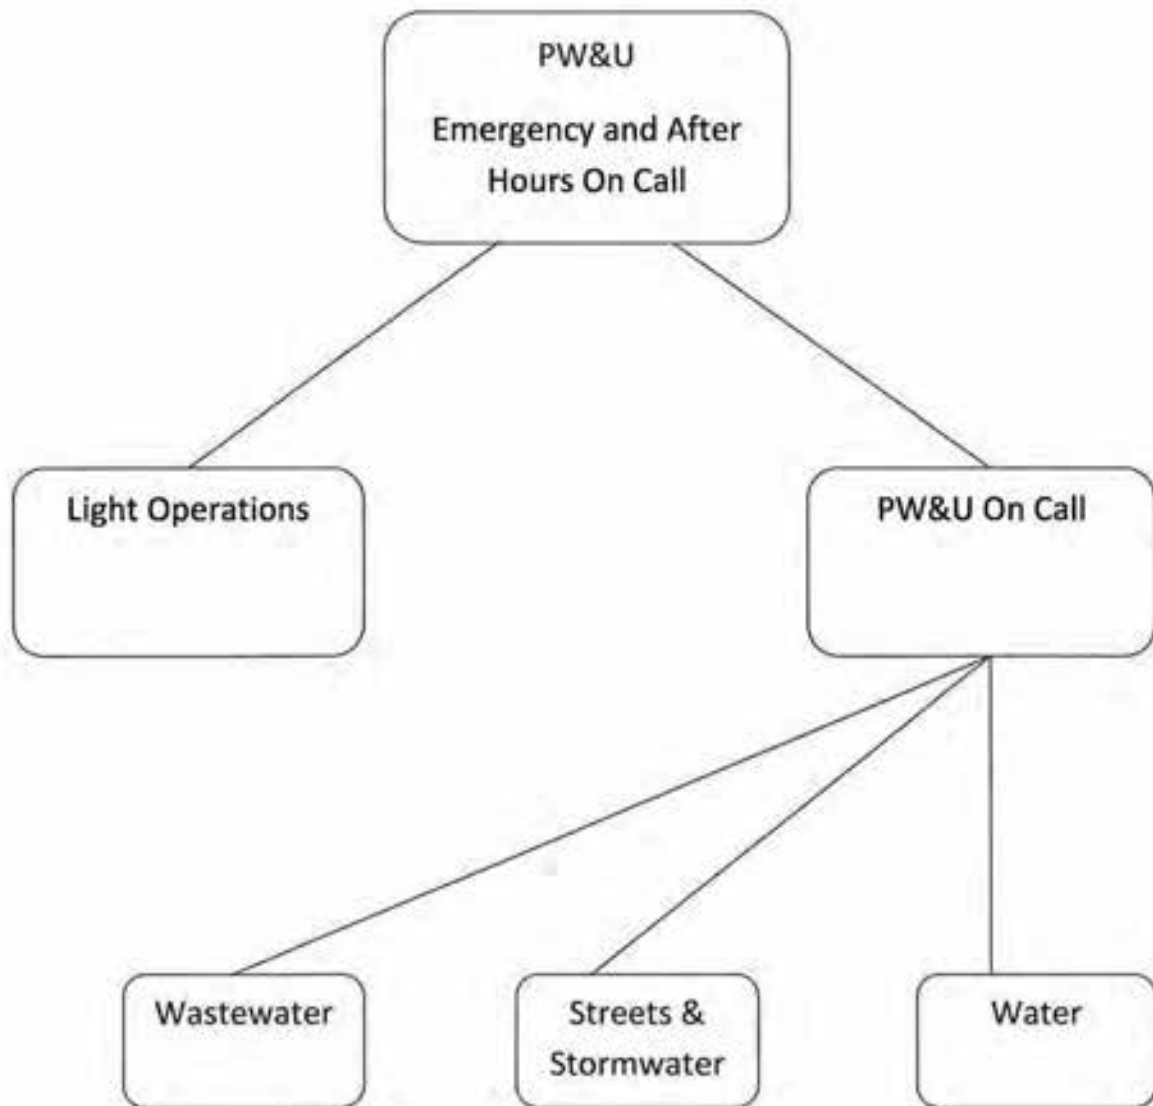 PW&U
Emergency and After
Hours On Call
Light Operations
PW&U On Call
Wastewater
Streets &
Stormwater
Water